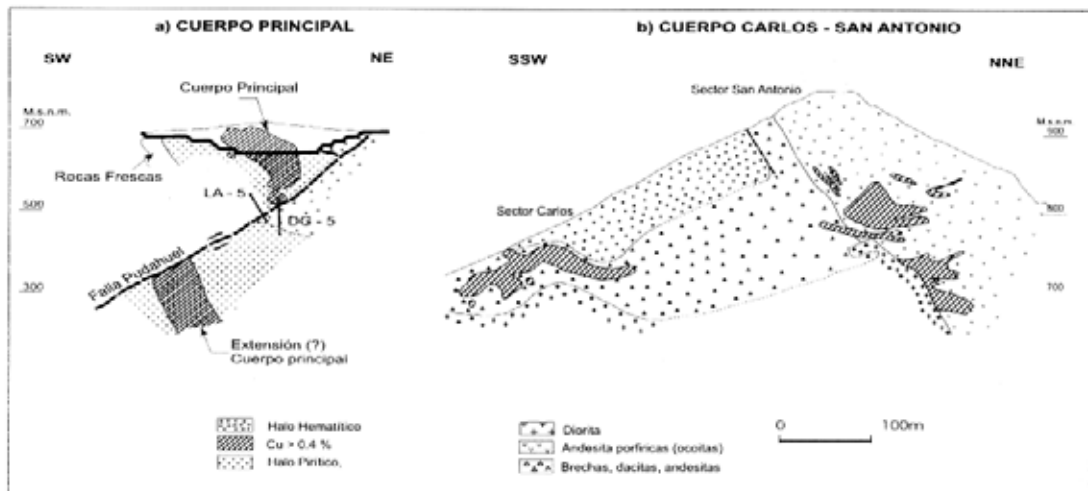 a) CUERPO PRINCIPAL
SW
NE
Cuerpo Principal
M.s.n.m.
700
Rocas Frescas
LA - 5
500
DG - 5
Falla Pudahuel
300
Extensión (?)
Cuerpo principal
Halo Hematítico
Cu > 0.4 %
Halo Pirítico,
b) CUERPO CARLOS - SAN ANTONIO
SSW
NNE
Sector San Antonio
M.s.n.m.
900
Sector Carlos
800
700
Diorita
Andesita porfíricas (ocoitas)
Brechas, dacitas, andesitas
0 100m